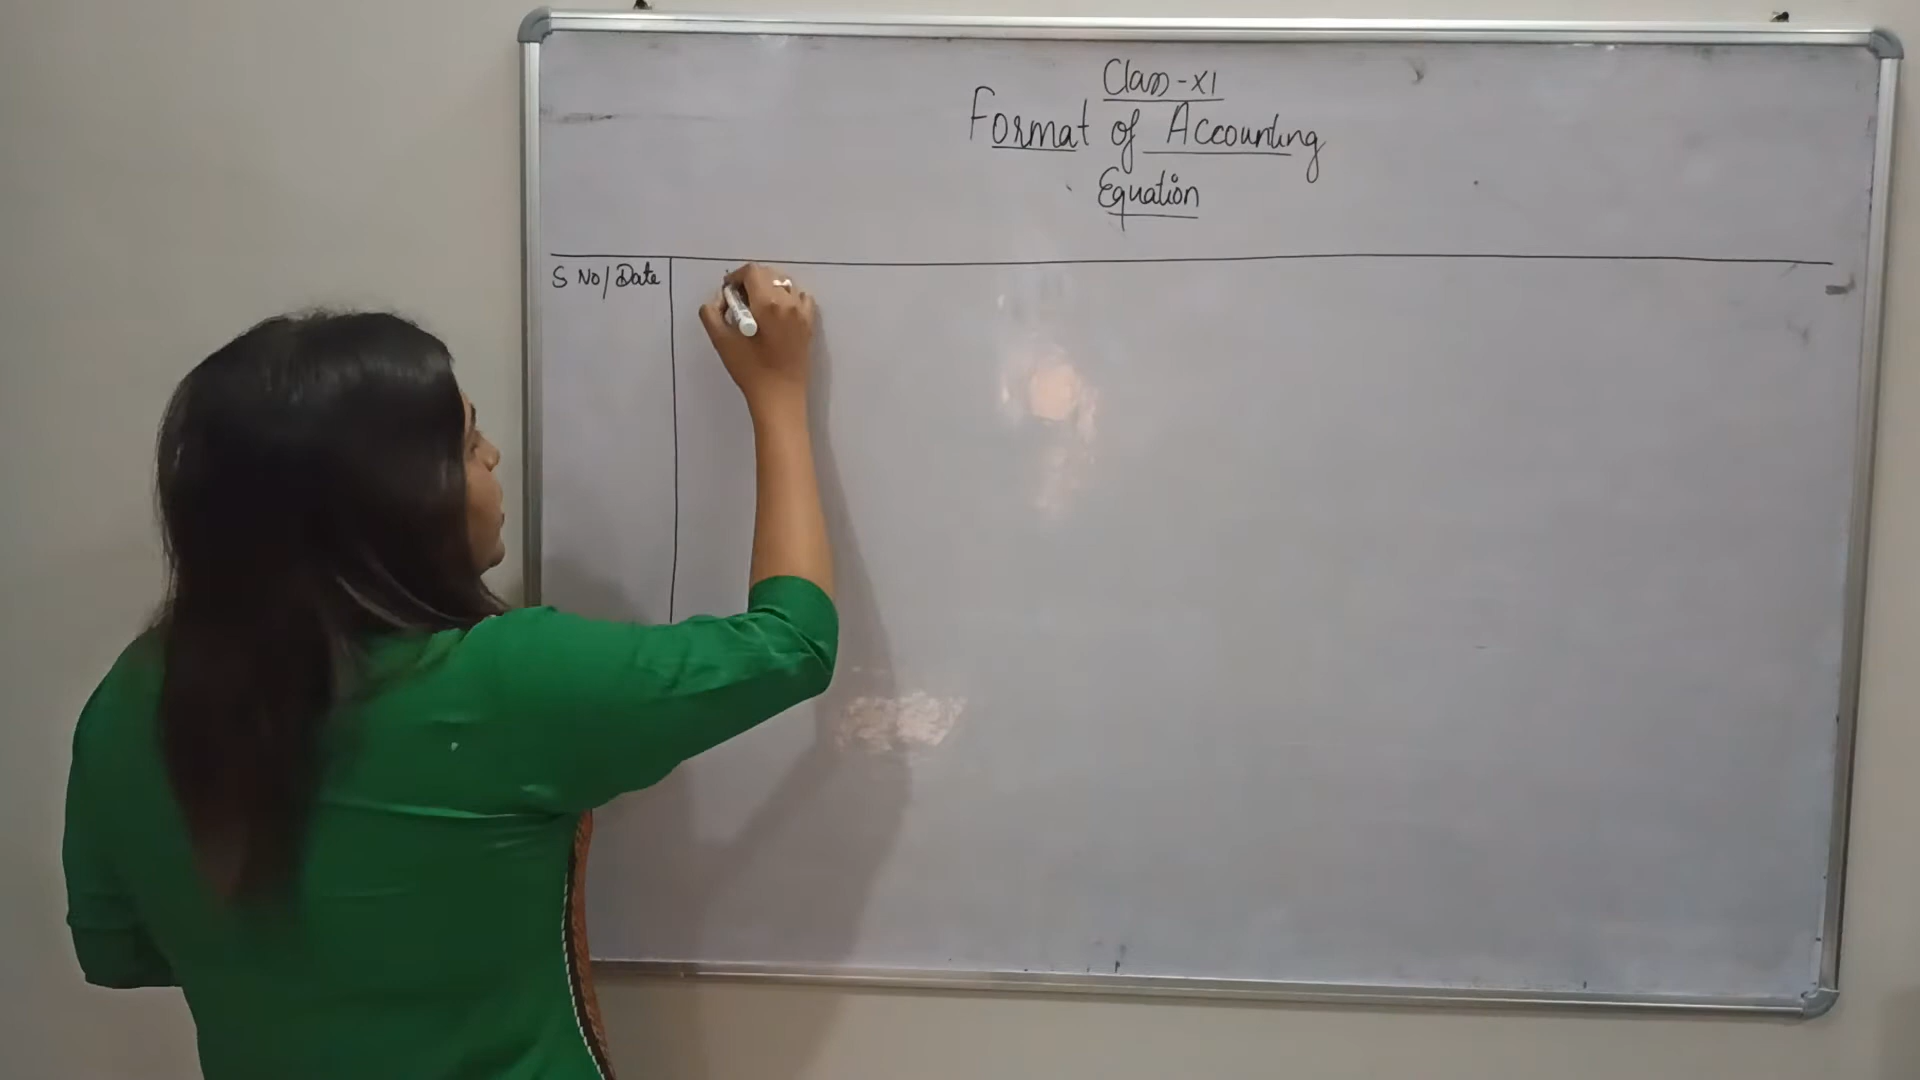 Class-XI
Format of Accounting
Equation
S No/Date